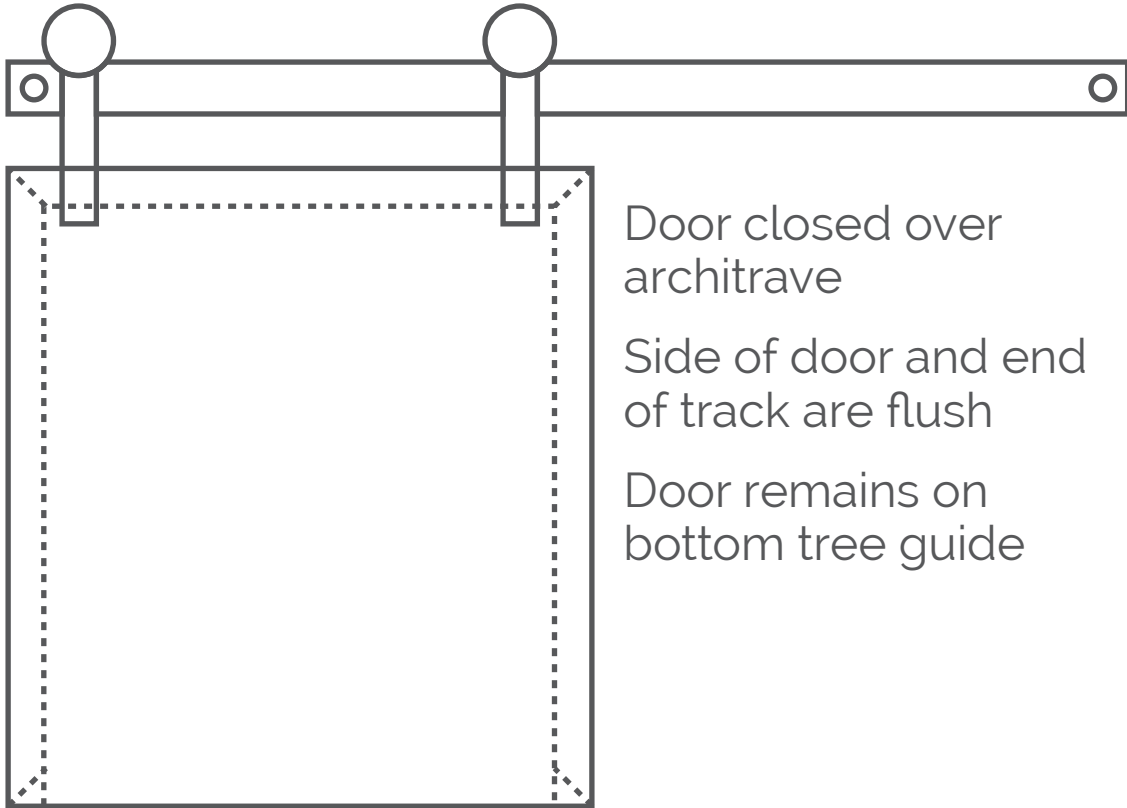 Door closed over
architrave
Side of door and end
of track are flush
Door remains on
bottom tree guide